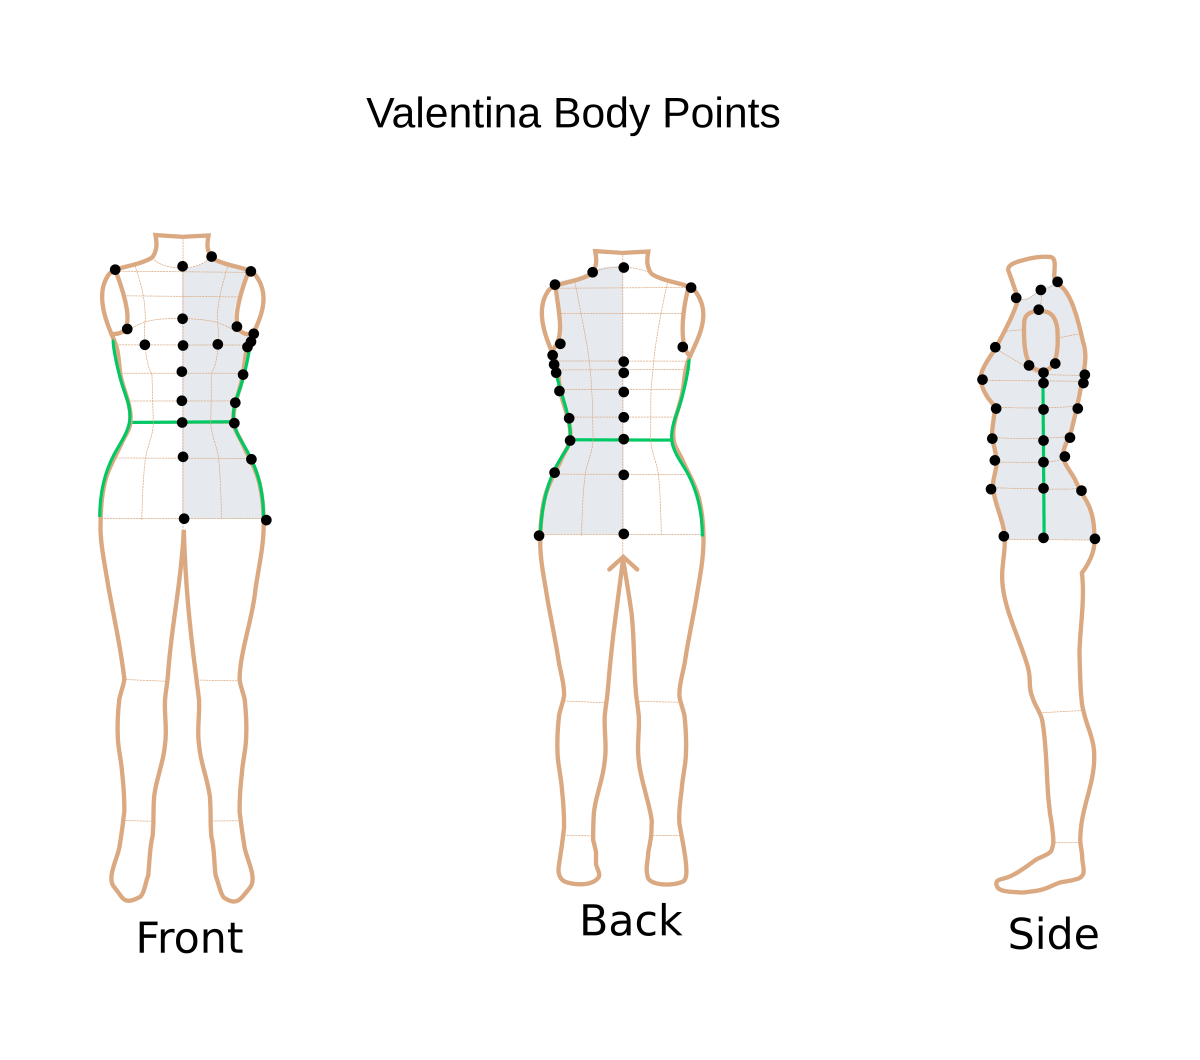 Valentina Body Points
Front
Back
Side